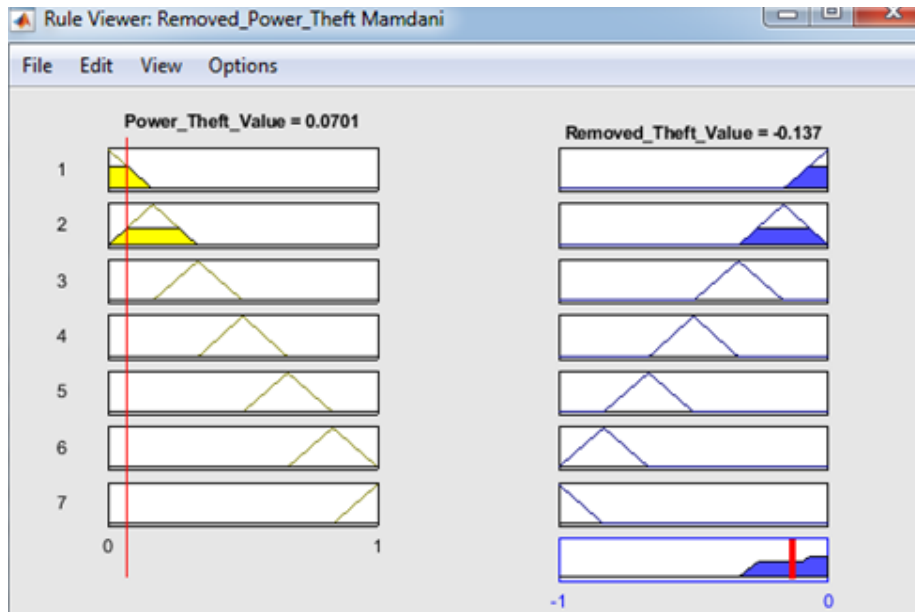 Rule Viewer: Removed_Power_Theft Mamdani
File Edit View Options
Power_Theft_Value = 0.0701
Removed_Theft_Value = -0.137
1
2
3
4
5
6
7
0 1
-1 0